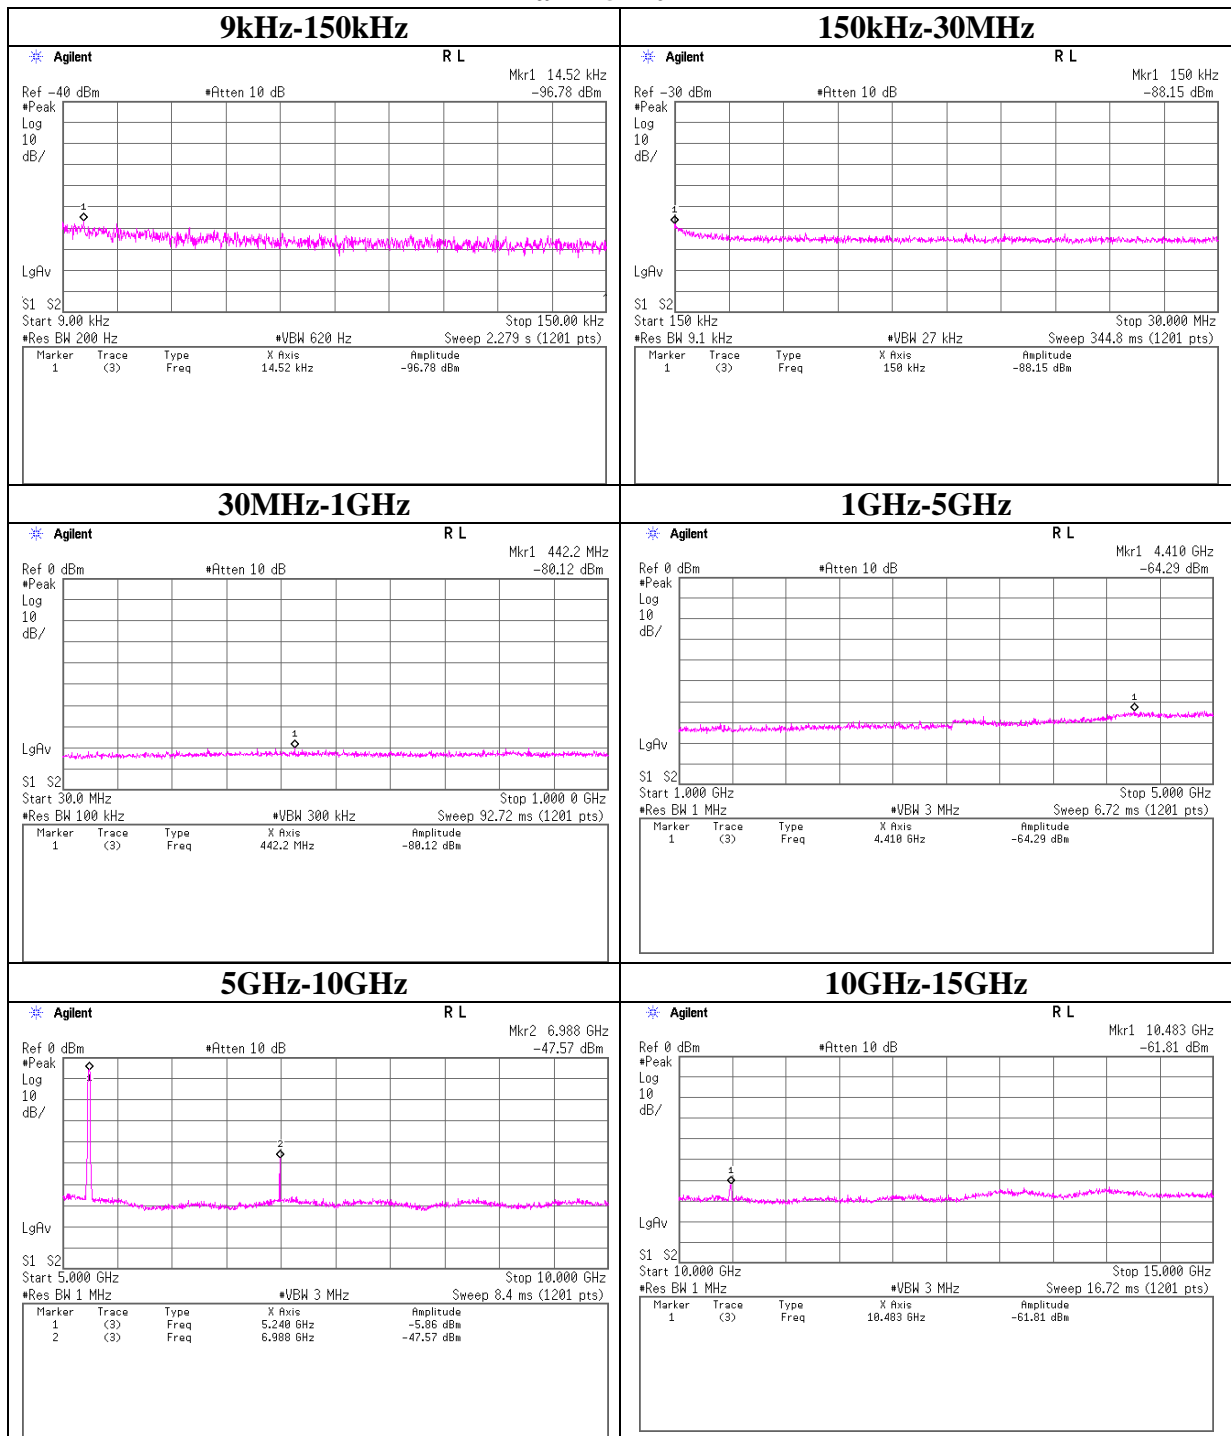 9kHz-150kHz
Agilent R L
Mkr1 14.52 kHz
Ref -40 dBm #Atten 10 dB -96.78 dBm
#Peak
Log
10
dB/
1
LgAv
S1 S2
Start 9.00 kHz Stop 150.00 kHz
#Res BW 200 Hz #VBW 620 Hz Sweep 2.279 s (1201 pts)
Marker Trace Type X Axis Amplitude
1 (3) Freq 14.52 kHz -96.78 dBm
150kHz-30MHz
Agilent R L
Mkr1 150 kHz
Ref -30 dBm #Atten 10 dB -88.15 dBm
#Peak
Log
10
dB/
1
LgAv
S1 S2
Start 150 kHz Stop 30.000 MHz
#Res BW 9.1 kHz #VBW 27 kHz Sweep 344.8 ms (1201 pts)
Marker Trace Type X Axis Amplitude
1 (3) Freq 150 kHz -88.15 dBm
30MHz-1GHz
Agilent R L
Mkr1 442.2 MHz
Ref 0 dBm #Atten 10 dB -80.12 dBm
#Peak
Log
10
dB/
1
LgAv
S1 S2
Start 30.0 MHz Stop 1.000 0 GHz
#Res BW 100 kHz #VBW 300 kHz Sweep 92.72 ms (1201 pts)
Marker Trace Type X Axis Amplitude
1 (3) Freq 442.2 MHz -80.12 dBm
1GHz-5GHz
Agilent R L
Mkr1 4.410 GHz
Ref 0 dBm #Atten 10 dB -64.29 dBm
#Peak
Log
10
dB/
1
LgAv
S1 S2
Start 1.000 GHz Stop 5.000 GHz
#Res BW 1 MHz #VBW 3 MHz Sweep 6.72 ms (1201 pts)
Marker Trace Type X Axis Amplitude
1 (3) Freq 4.410 GHz -64.29 dBm
5GHz-10GHz
Agilent R L
Mkr2 6.988 GHz
Ref 0 dBm #Atten 10 dB -47.57 dBm
#Peak
Log
10
dB/
1
2
LgAv
S1 S2
Start 5.000 GHz Stop 10.000 GHz
#Res BW 1 MHz #VBW 3 MHz Sweep 8.4 ms (1201 pts)
Marker Trace Type X Axis Amplitude
1 (3) Freq 5.240 GHz -5.86 dBm
2 (3) Freq 6.988 GHz -47.57 dBm
10GHz-15GHz
Agilent R L
Mkr1 10.483 GHz
Ref 0 dBm #Atten 10 dB -61.81 dBm
#Peak
Log
10
dB/
1
LgAv
S1 S2
Start 10.000 GHz Stop 15.000 GHz
#Res BW 1 MHz #VBW 3 MHz Sweep 16.72 ms (1201 pts)
Marker Trace Type X Axis Amplitude
1 (3) Freq 10.483 GHz -61.81 dBm